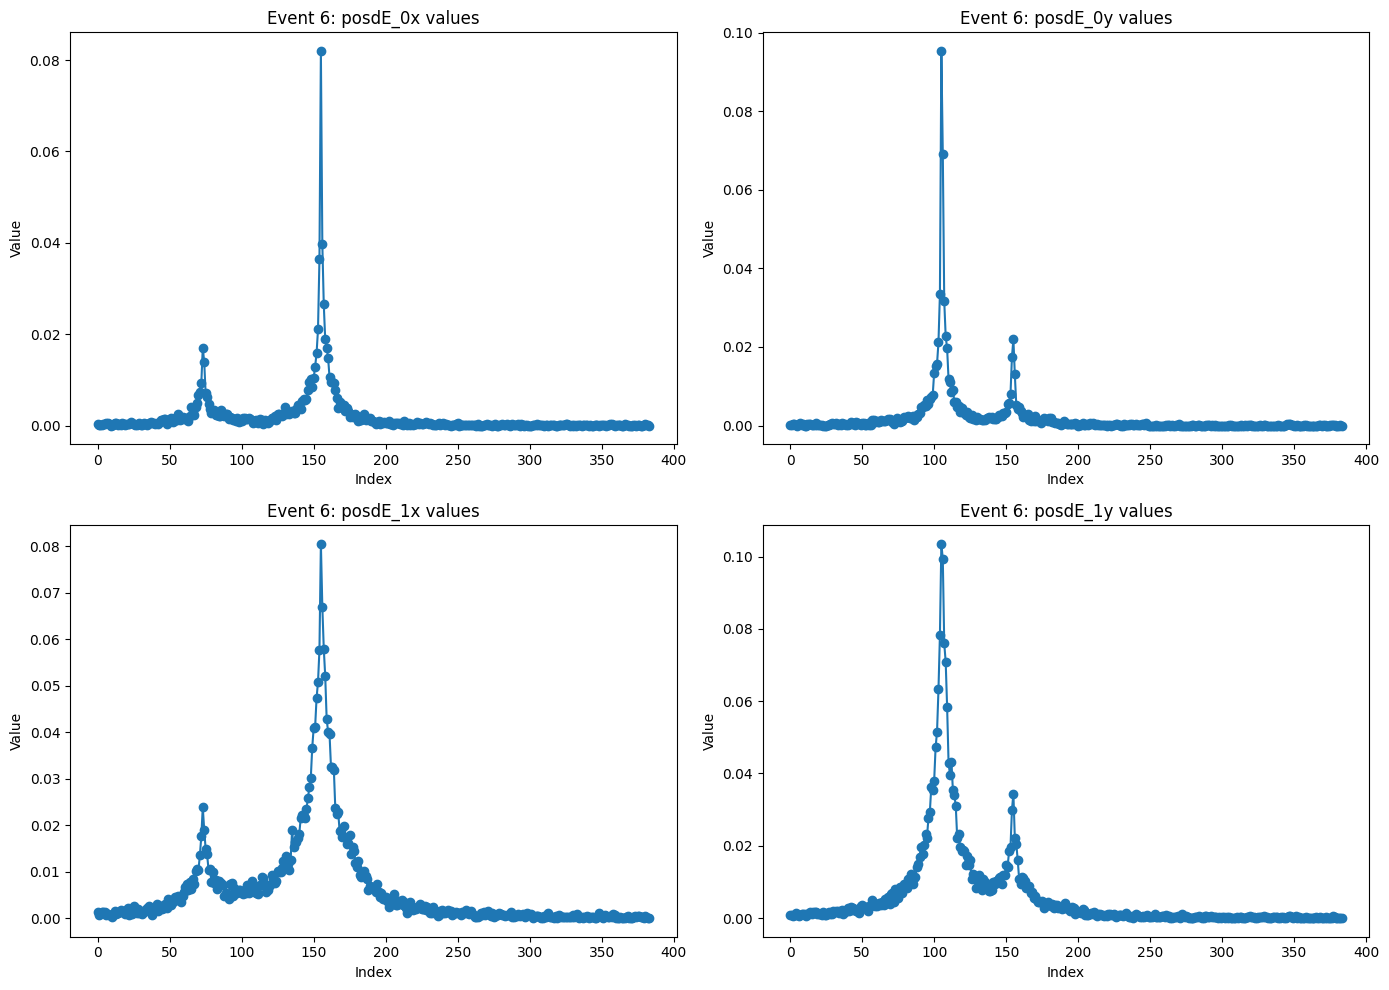 Event 6: posdE_0x values
Value
0.08
0.06
0.04
0.02
0.00
0 50 100 150 200 250 300 350 400
Index
Event 6: posdE_0y values
Value
0.10
0.08
0.06
0.04
0.02
0.00
0 50 100 150 200 250 300 350 400
Index
Event 6: posdE_1x values
Value
0.08
0.07
0.06
0.05
0.04
0.03
0.02
0.01
0.00
0 50 100 150 200 250 300 350 400
Index
Event 6: posdE_1y values
Value
0.10
0.08
0.06
0.04
0.02
0.00
0 50 100 150 200 250 300 350 400
Index